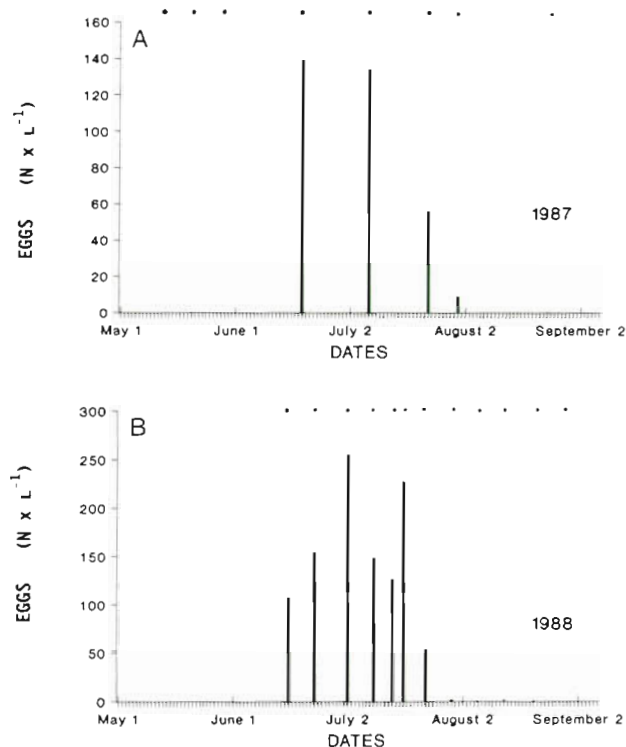 A
160
140
120
100
80
60
40
20
0
EGGS (N x L⁻¹)
1987
May 1 June 1 July 2 August 2 September 2
DATES
B
300
250
200
150
100
50
0
EGGS (N x L⁻¹)
1988
May 1 June 1 July 2 August 2 September 2
DATES